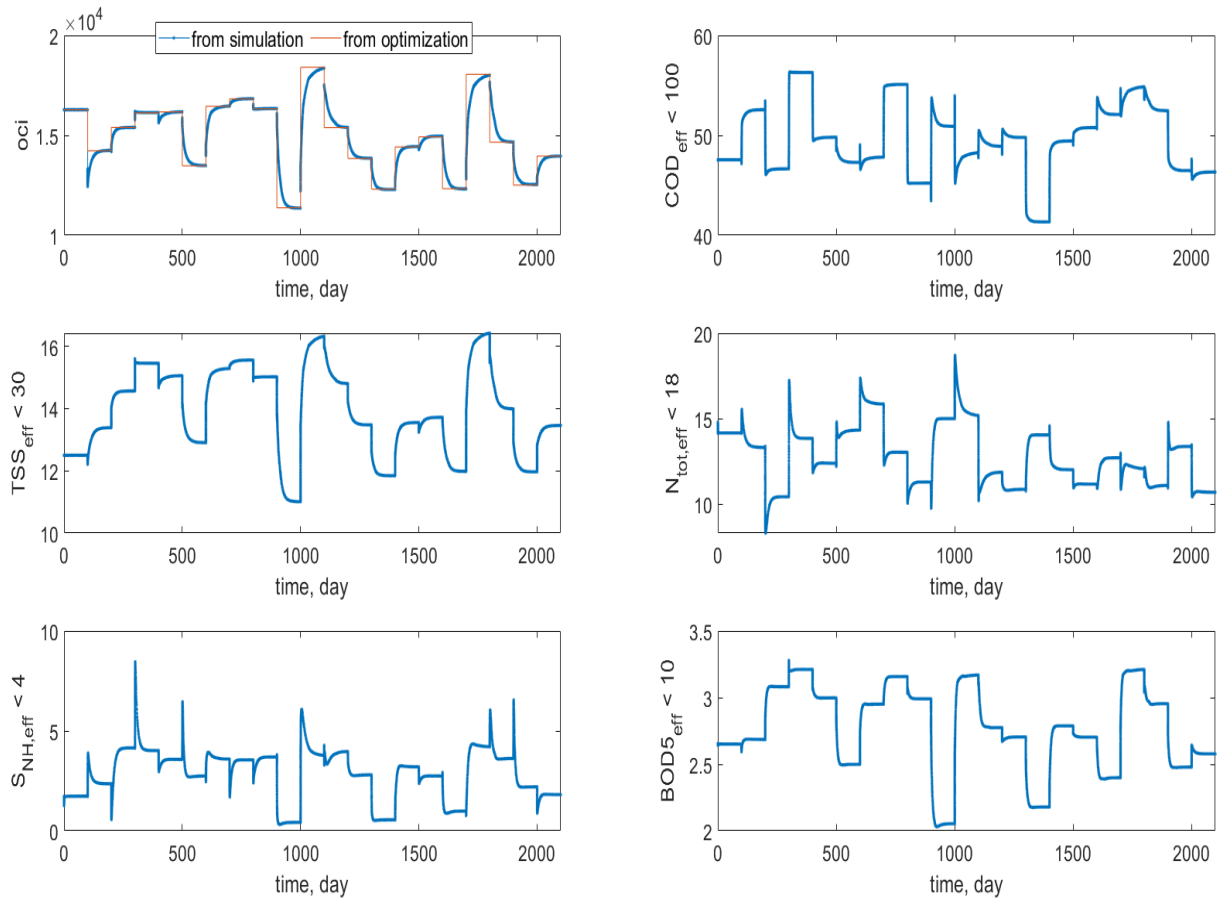 ×10⁴
from simulation from optimization
2
1.5
1
oci
0 500 1000 1500 2000
time, day
60
50
40
COD_eff < 100
0 500 1000 1500 2000
time, day
16
14
12
10
TSS_eff < 30
0 500 1000 1500 2000
time, day
20
15
10
N_tot,eff < 18
0 500 1000 1500 2000
time, day
10
5
0
S_NH,eff < 4
0 500 1000 1500 2000
time, day
3.5
3
2.5
2
BOD5_eff < 10
0 500 1000 1500 2000
time, day